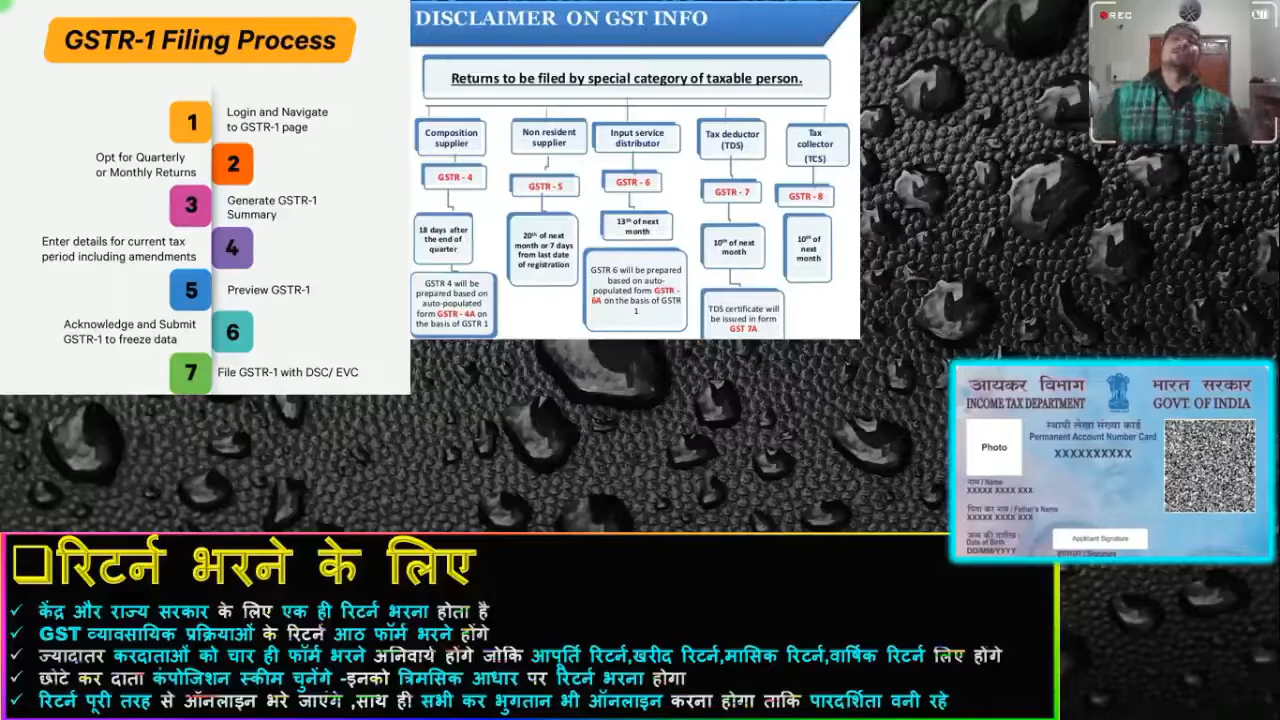 GSTR-1 Filing Process
1
Login and Navigate
to GSTR-1 page
Opt for Quarterly
or Monthly Returns
2
3
Generate GSTR-1
Summary
Enter details for current tax
period including amendments
4
5
Preview GSTR-1
Acknowledge and Submit
GSTR-1 to freeze data
6
7
File GSTR-1 with DSC/ EVC
DISCLAIMER ON GST INFO
Returns to be filed by special category of taxable person.
Composition
supplier
GSTR - 4
18 days after
the end of
quarter
GSTR 4 will be
prepared based on
auto-populated
form GSTR - 4A on
the basis of GSTR 1
Non resident
supplier
GSTR - 5
20th of next
month or 7 days
from last date
of registration
Input service
distributor
GSTR - 6
13th of next
month
GSTR 6 will be prepared
based on auto-
populated form GSTR -
6A on the basis of GSTR
1
Tax deductor
(TDS)
GSTR - 7
10th of next
month
TDS certificate will
be issued in form
GST 7A
Tax
collector
(TCS)
GSTR - 8
10th of
next
month
REC
आयकर विभाग
INCOME TAX DEPARTMENT
भारत सरकार
GOVT. OF INDIA
स्थायी लेखा संख्या कार्ड
Permanent Account Number Card
XXXXXXXXXX
Photo
नाम / Name
XXXXX XXXX XXX
पिता का नाम / Father's Name
XXXXX XXXX XXX
जन्म की तारीख
Date of Birth
DD/MM/YYYY
Applicant Signature
/ Signature
रिटर्न भरने के लिए
केंद्र और राज्य सरकार के लिए एक ही रिटर्न भरना होता है
GST व्यावसायिक प्रक्रियाओं के रिटर्न आठ फॉर्म भरने होंगे
ज्यादातर करदाताओं को चार ही फॉर्म भरने अनिवार्य होंगे जोकि आपूर्ति रिटर्न,खरीद रिटर्न,मासिक रिटर्न,वार्षिक रिटर्न लिए होंगे
छोटे कर दाता कंपोजिशन स्कीम चुनेंगे -इनको त्रिमसिक आधार पर रिटर्न भरना होगा
रिटर्न पूरी तरह से ऑनलाइन भरे जाएंगे ,साथ ही सभी कर भुगतान भी ऑनलाइन करना होगा ताकि पारदर्शिता वनी रहे